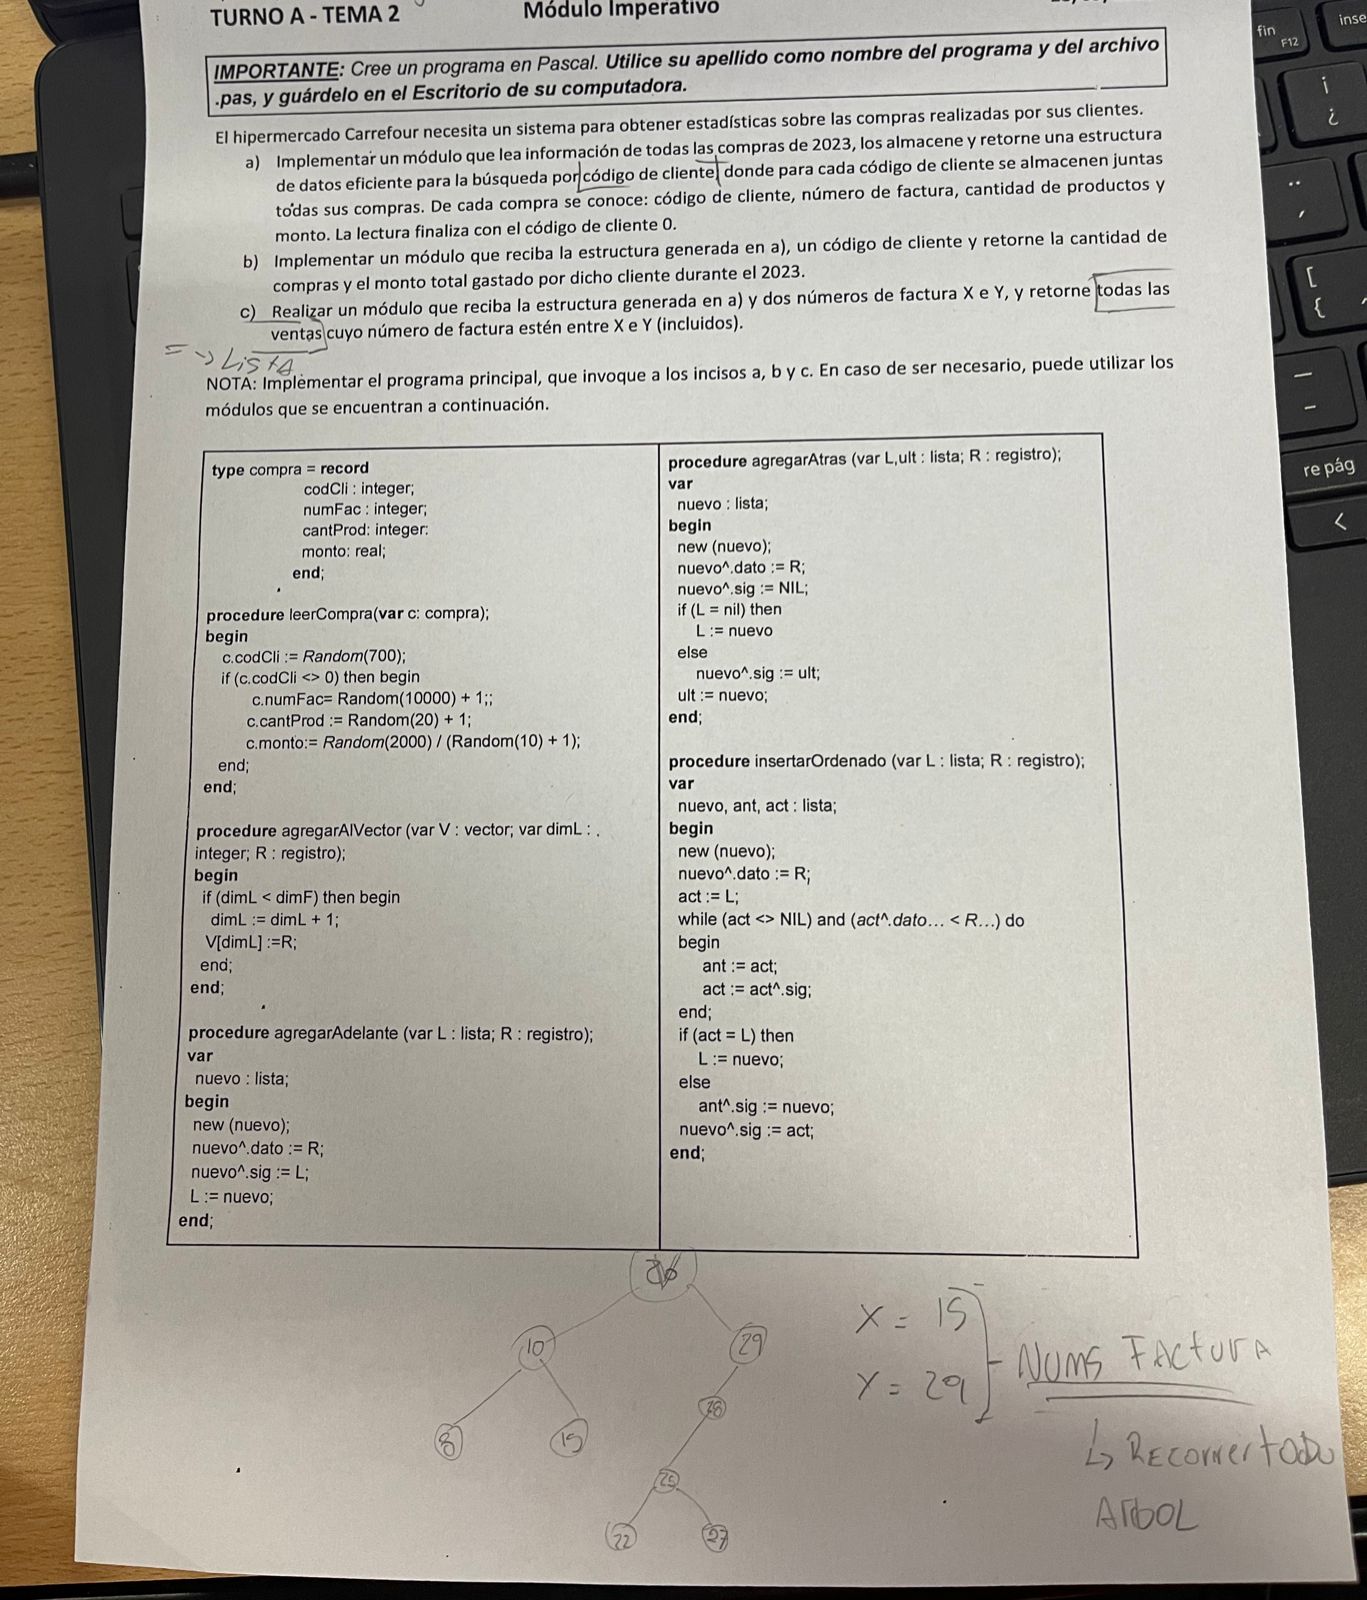 TURNO A - TEMA 2
Módulo Imperativo
IMPORTANTE: Cree un programa en Pascal. Utilice su apellido como nombre del programa y del archivo
.pas, y guárdelo en el Escritorio de su computadora.
El hipermercado Carrefour necesita un sistema para obtener estadísticas sobre las compras realizadas por sus clientes.
a) Implementar un módulo que lea información de todas las compras de 2023, los almacene y retorne una estructura
de datos eficiente para la búsqueda por código de cliente, donde para cada código de cliente se almacenen juntas
todas sus compras. De cada compra se conoce: código de cliente, número de factura, cantidad de productos y
monto. La lectura finaliza con el código de cliente 0.
b) Implementar un módulo que reciba la estructura generada en a), un código de cliente y retorne la cantidad de
compras y el monto total gastado por dicho cliente durante el 2023.
c) Realizar un módulo que reciba la estructura generada en a) y dos números de factura X e Y, y retorne todas las
ventas cuyo número de factura estén entre X e Y (incluidos).
=> LiStA
NOTA: Implementar el programa principal, que invoque a los incisos a, b y c. En caso de ser necesario, puede utilizar los
módulos que se encuentran a continuación.
type compra = record
codCli : integer;
numFac : integer;
cantProd: integer:
monto: real;
end;
procedure leerCompra(var c: compra);
begin
c.codCli := Random(700);
if (c.codCli <> 0) then begin
c.numFac= Random(10000) + 1;;
c.cantProd := Random(20) + 1;
c.monto:= Random(2000) / (Random(10) + 1);
end;
end;
procedure agregarAlVector (var V : vector; var dimL :
integer; R : registro);
begin
if (dimL < dimF) then begin
dimL := dimL + 1;
V[dimL] :=R;
end;
end;
procedure agregarAdelante (var L : lista; R : registro);
var
nuevo : lista;
begin
new (nuevo);
nuevo^.dato := R;
nuevo^.sig := L;
L := nuevo;
end;
procedure agregarAtras (var L,ult : lista; R : registro);
var
nuevo : lista;
begin
new (nuevo);
nuevo^.dato := R;
nuevo^.sig := NIL;
if (L = nil) then
L := nuevo
else
nuevo^.sig := ult;
ult := nuevo;
end;
procedure insertarOrdenado (var L : lista; R : registro);
var
nuevo, ant, act : lista;
begin
new (nuevo);
nuevo^.dato := R;
act := L;
while (act <> NIL) and (act^.dato... < R...) do
begin
ant := act;
act := act^.sig;
end;
if (act = L) then
L := nuevo;
else
ant^.sig := nuevo;
nuevo^.sig := act;
end;
10
29
28
8
15
25
22
27
X = 15
Y = 29
NUMS FACtURA
↳ RECORRER tODO
ARBOL
fin
F12
inse
¡
¿
[
{
re pág
<